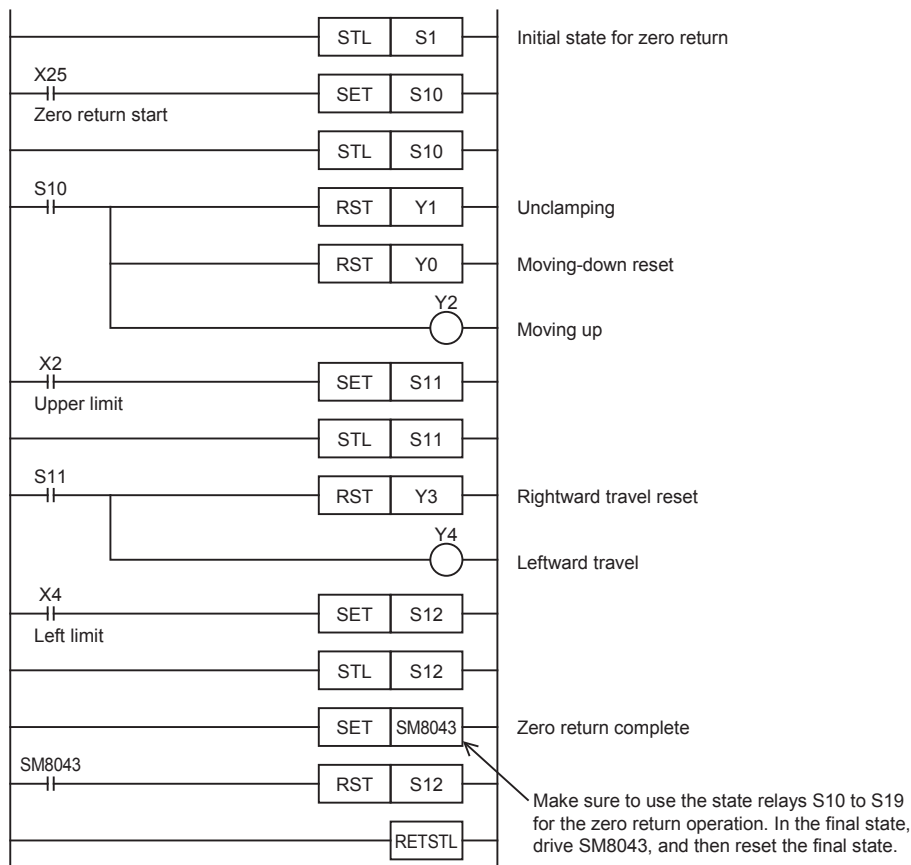 STL S1 Initial state for zero return
X25
SET S10
Zero return start
STL S10
S10
RST Y1 Unclamping
RST Y0 Moving-down reset
Y2
Moving up
X2
SET S11
Upper limit
STL S11
S11
RST Y3 Rightward travel reset
Y4
Leftward travel
X4
SET S12
Left limit
STL S12
SET SM8043 Zero return complete
SM8043
RST S12
Make sure to use the state relays S10 to S19
for the zero return operation. In the final state,
drive SM8043, and then reset the final state.
RETSTL